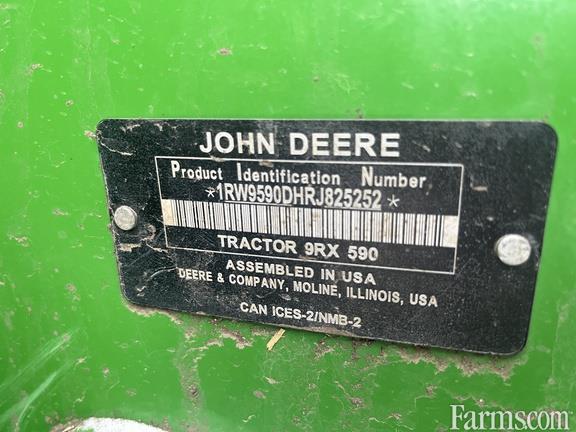 JOHN DEERE
Product Identification Number
*1RW9590DHRJ825252*
TRACTOR 9RX 590
ASSEMBLED IN USA
DEERE & COMPANY, MOLINE, ILLINOIS, USA
CAN ICES-2/NMB-2
Farms.com